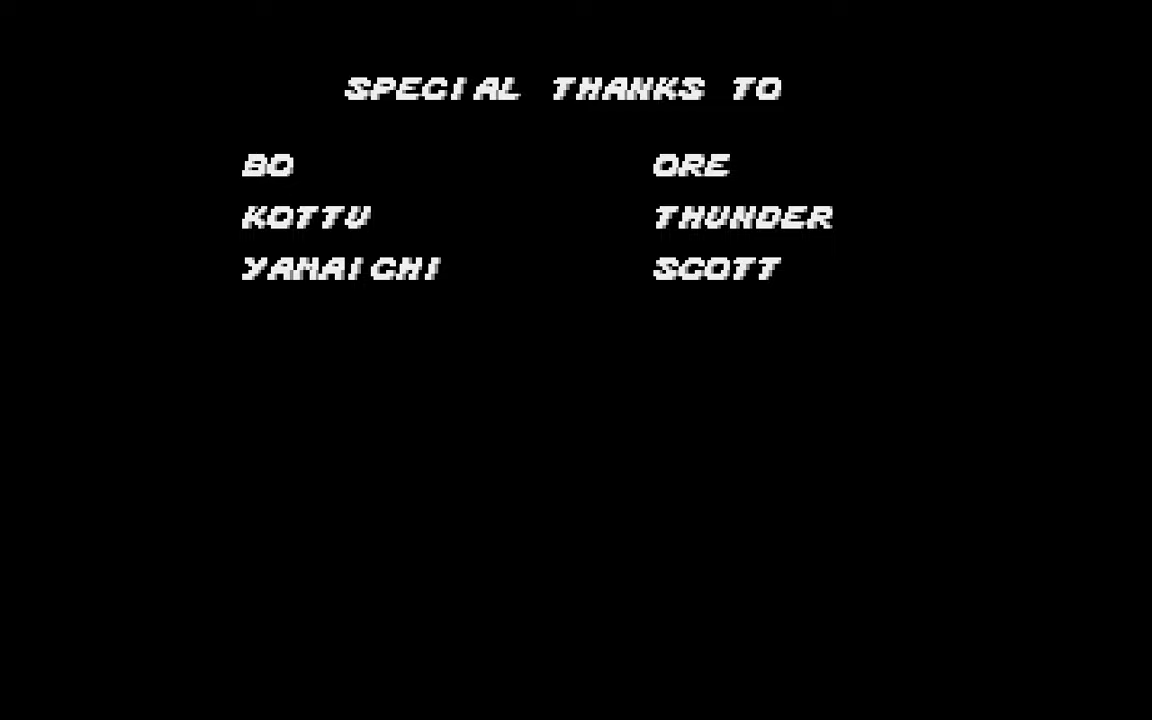 SPECIAL THANKS TO
BO ORE
KOTTU THUNDER
YAMAICHI SCOTT